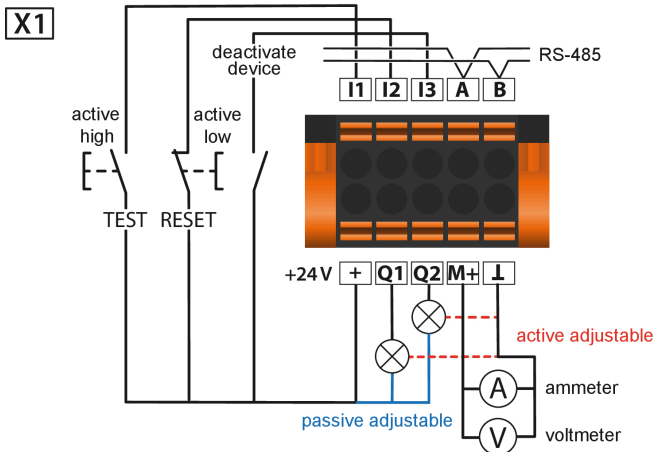 X1
deactivate
device
RS-485
I1 I2 I3 A B
active
high
active
low
TEST RESET
+24 V + Q1 Q2 M+ ⊥
active adjustable
A ammeter
passive adjustable
V voltmeter